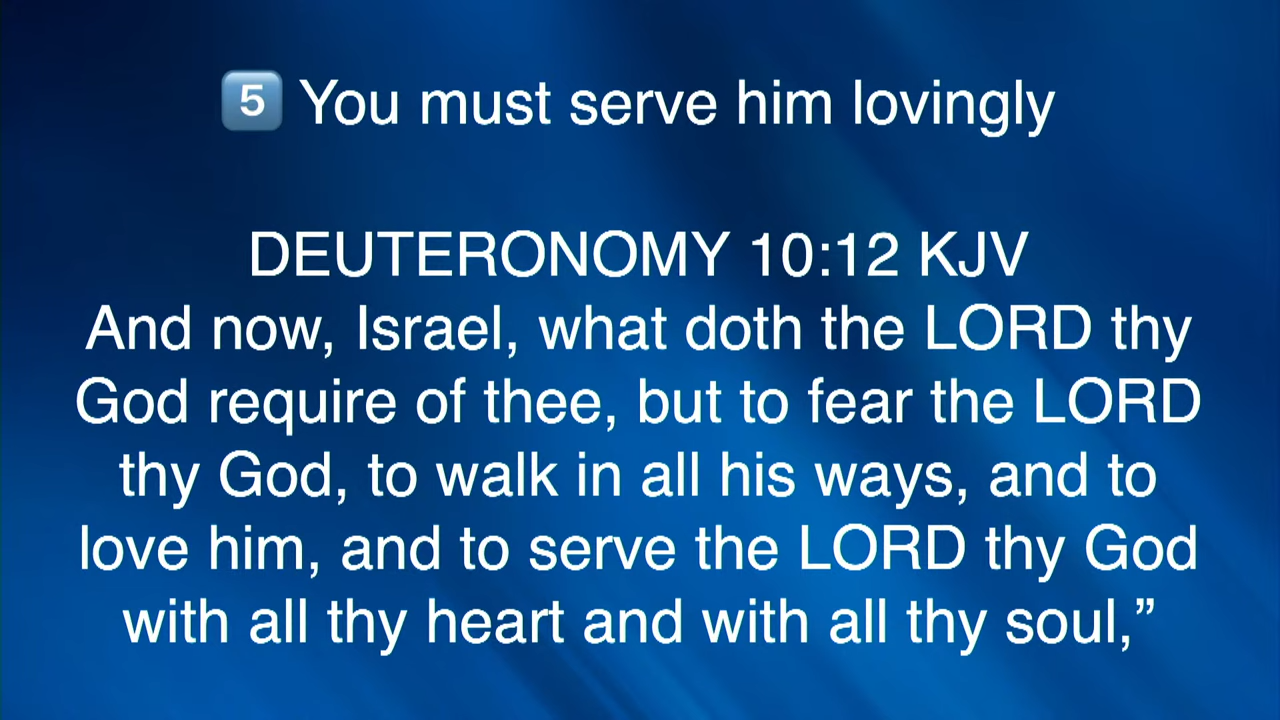 5️⃣ You must serve him lovingly
DEUTERONOMY 10:12 KJV
And now, Israel, what doth the LORD thy
God require of thee, but to fear the LORD
thy God, to walk in all his ways, and to
love him, and to serve the LORD thy God
with all thy heart and with all thy soul,”